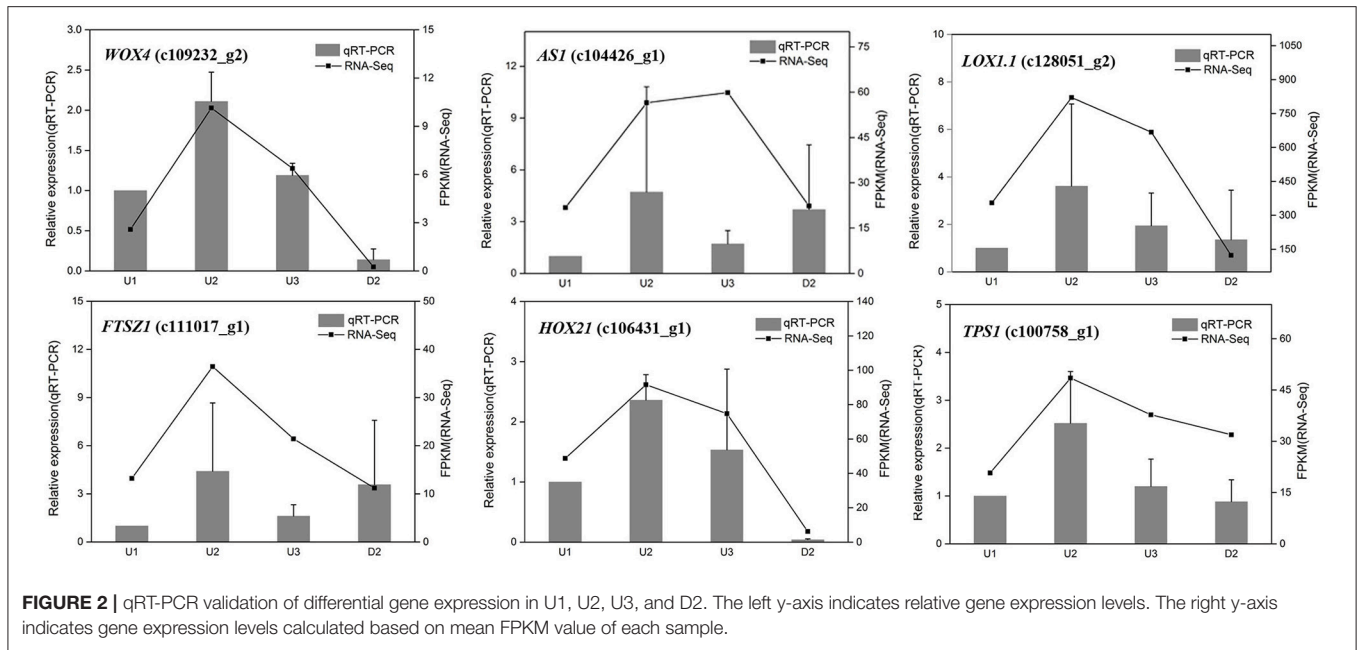 WOX4 (c109232_g2)
qRT-PCR
RNA-Seq
Relative expression(qRT-PCR)
3.0
2.5
2.0
1.5
1.0
0.5
0.0
15
12
9
6
3
0
FPKM(RNA-Seq)
U1 U2 U3 D2
AS1 (c104426_g1)
qRT-PCR
RNA-Seq
Relative expression(qRT-PCR)
12
9
6
3
0
75
60
45
30
15
0
FPKM(RNA-Seq)
U1 U2 U3 D2
LOX1.1 (c128051_g2)
qRT-PCR
RNA-Seq
Relative expression(qRT-PCR)
10
8
6
4
2
0
1050
900
750
600
450
300
150
FPKM(RNA-Seq)
U1 U2 U3 D2
FTSZ1 (c111017_g1)
qRT-PCR
RNA-Seq
Relative expression(qRT-PCR)
15
12
9
6
3
0
50
40
30
20
10
0
FPKM(RNA-Seq)
U1 U2 U3 D2
HOX21 (c106431_g1)
qRT-PCR
RNA-Seq
Relative expression(qRT-PCR)
4
3
2
1
0
140
120
100
80
60
40
20
0
FPKM(RNA-Seq)
U1 U2 U3 D2
TPS1 (c100758_g1)
qRT-PCR
RNA-Seq
Relative expression(qRT-PCR)
5
4
3
2
1
0
60
45
30
15
0
FPKM(RNA-Seq)
U1 U2 U3 D2
FIGURE 2 | qRT-PCR validation of differential gene expression in U1, U2, U3, and D2. The left y-axis indicates relative gene expression levels. The right y-axis
indicates gene expression levels calculated based on mean FPKM value of each sample.